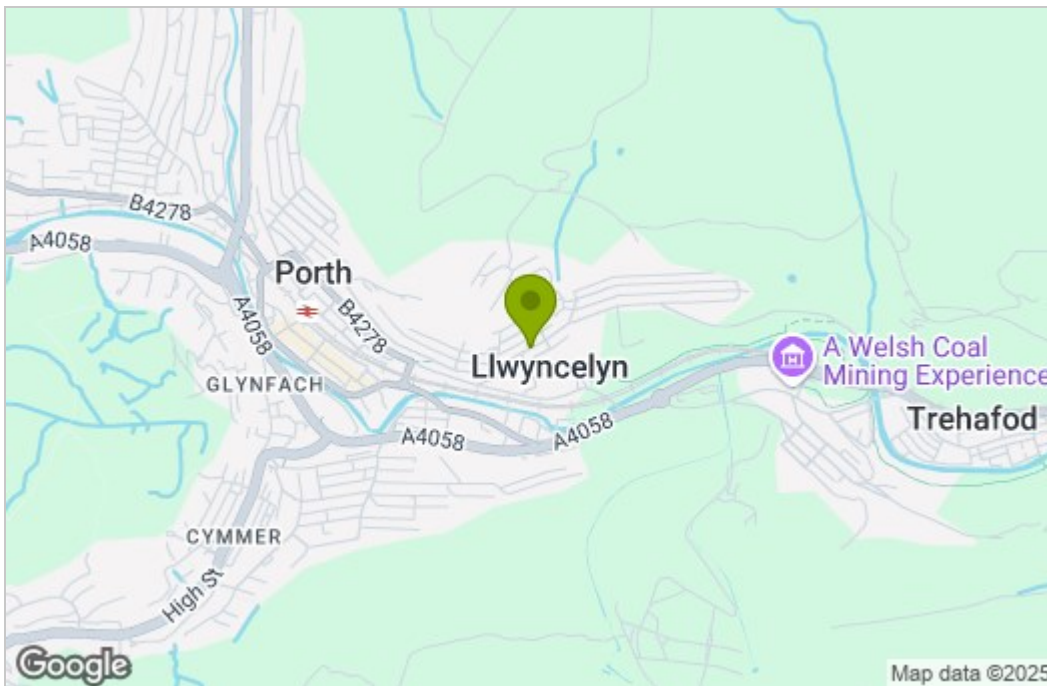 B4278
A4058
Porth
B4278
A4058
Llwyncelyn
GLYNFACH
A Welsh Coal
Mining Experience
Trehafod
A4058
A4058
CYMMER
High St
Google
Map data ©2025